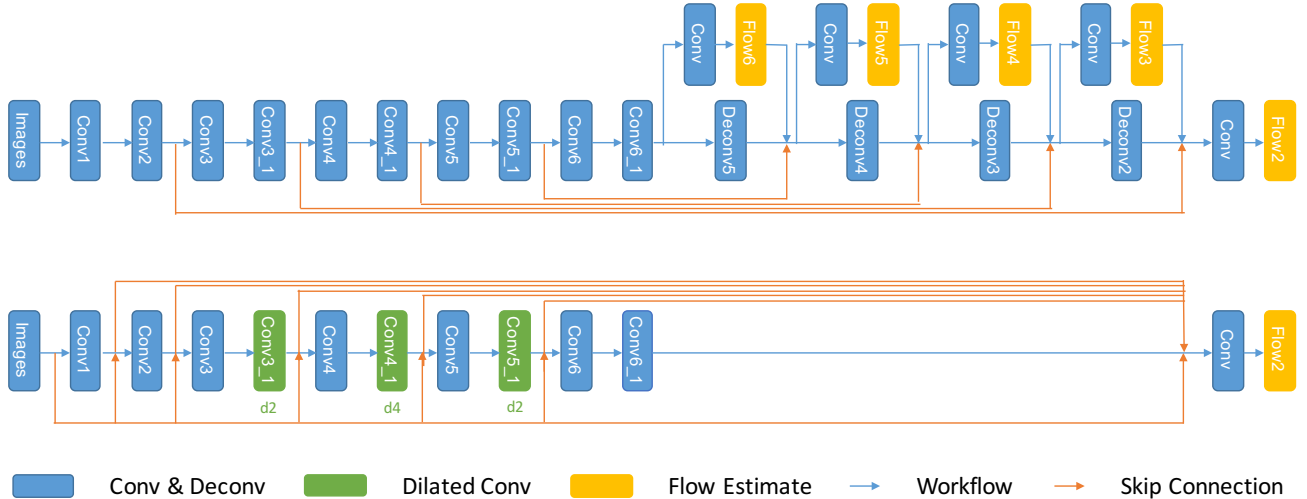 Conv
Flow6
Conv
Flow5
Conv
Flow4
Conv
Flow3
Images
Conv1
Conv2
Conv3
Conv3_1
Conv4
Conv4_1
Conv5
Conv5_1
Conv6
Conv6_1
Deconv5
Deconv4
Deconv3
Deconv2
Conv
Flow2
Images
Conv1
Conv2
Conv3
Conv3_1
Conv4
Conv4_1
Conv5
Conv5_1
Conv6
Conv6_1
Conv
Flow2
d2
d4
d2
Conv & Deconv
Dilated Conv
Flow Estimate
Workflow
Skip Connection